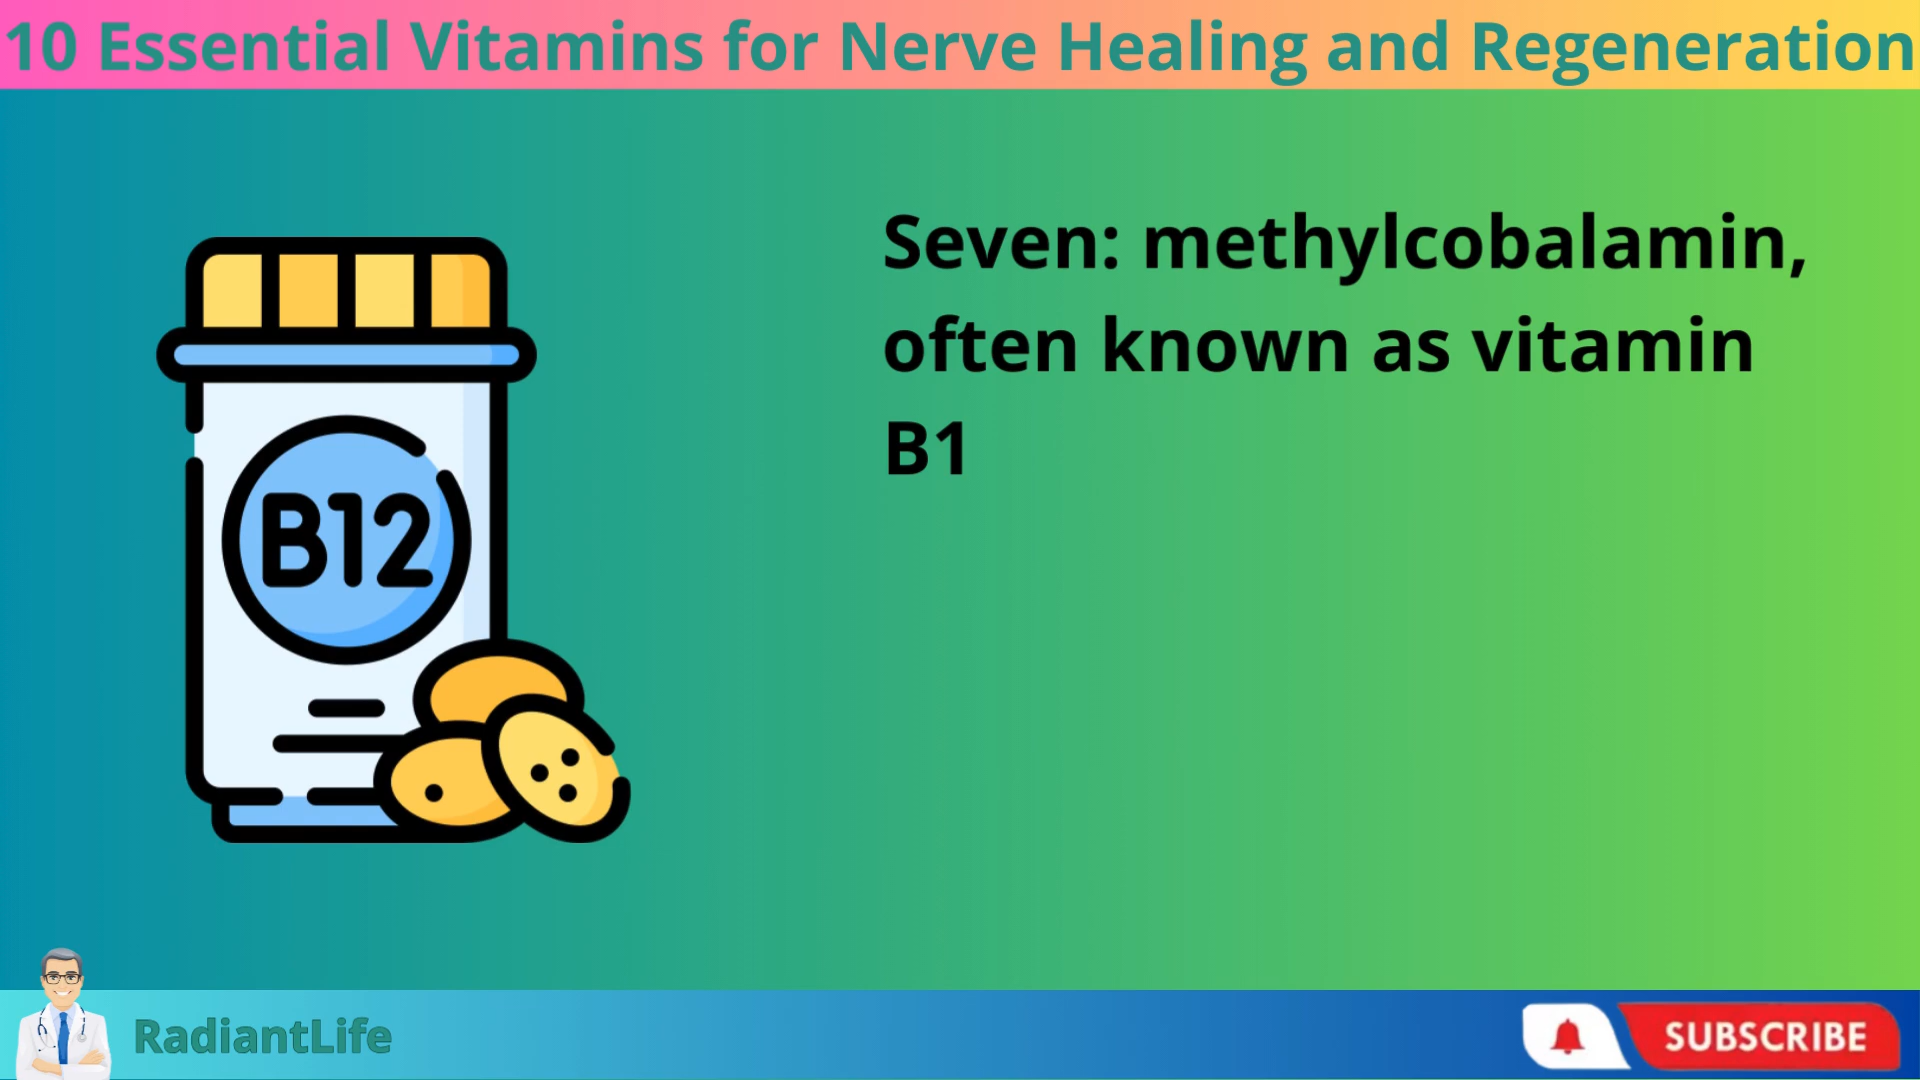 10 Essential Vitamins for Nerve Healing and Regeneration
Seven: methylcobalamin,
often known as vitamin
B1
B12
RadiantLife
SUBSCRIBE